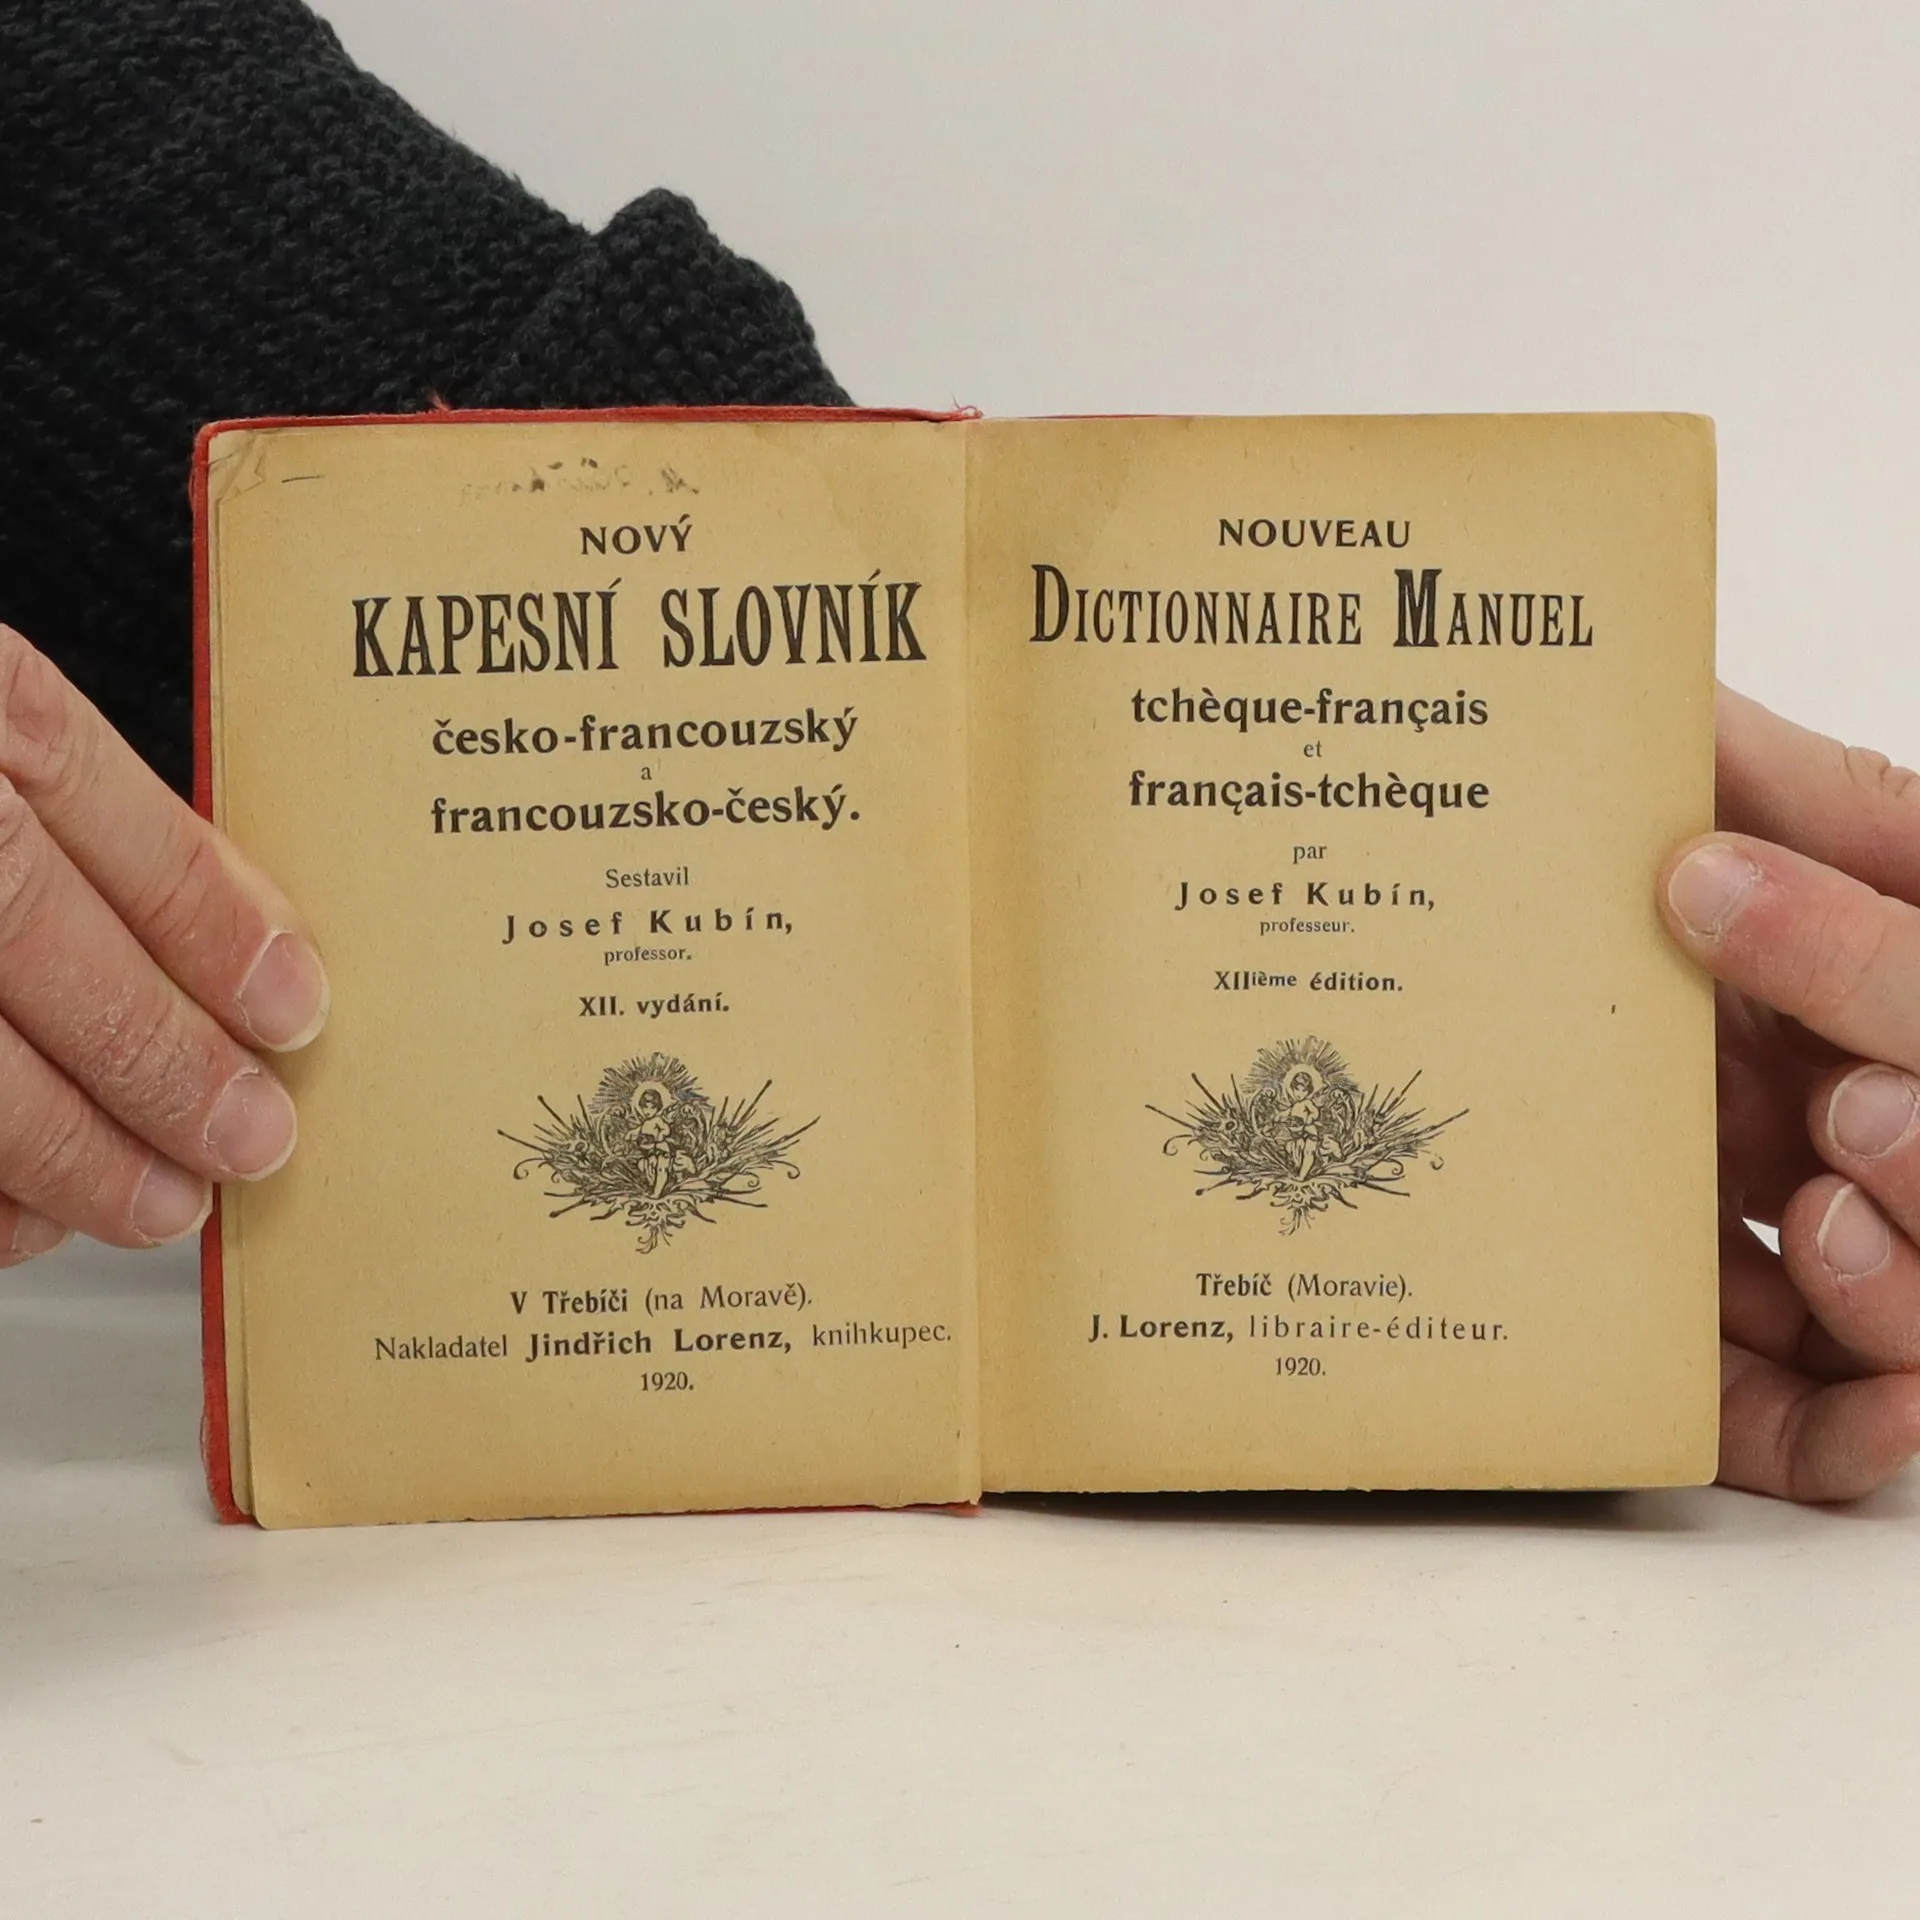 NOVÝ
KAPESNÍ SLOVNÍK
česko-francouzský
a
francouzsko-český.
Sestavil
Josef Kubín,
professor.
XII. vydání.
V Třebíči (na Moravě).
Nakladatel Jindřich Lorenz, knihkupec.
1920.
NOUVEAU
DICTIONNAIRE MANUEL
tchèque-français
et
français-tchèque
par
Josef Kubín,
professeur.
XIIième édition.
Třebíč (Moravie).
J. Lorenz, libraire-éditeur.
1920.